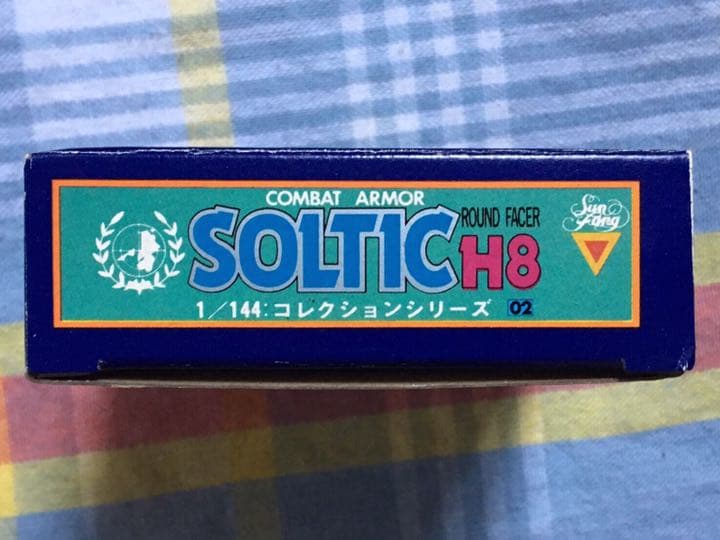 COMBAT ARMOR
SOLTIC ROUND FACER H8
1/144:コレクションシリーズ 02
Sun Fang